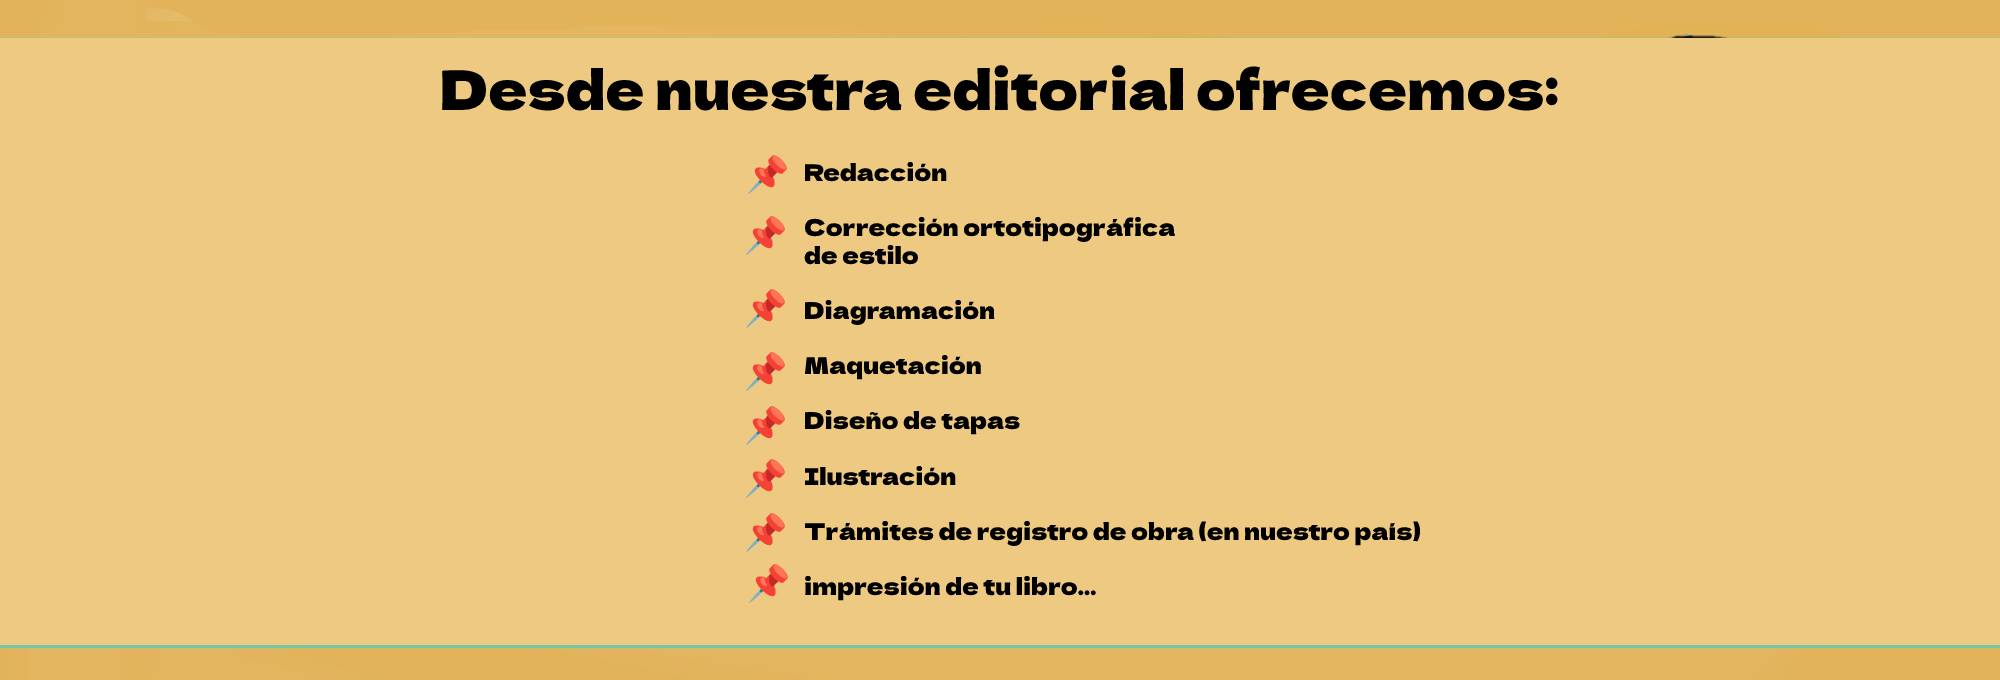 Desde nuestra editorial ofrecemos:
Redacción
Corrección ortotipográfica
de estilo
Diagramación
Maquetación
Diseño de tapas
Ilustración
Trámites de registro de obra (en nuestro país)
impresión de tu libro...